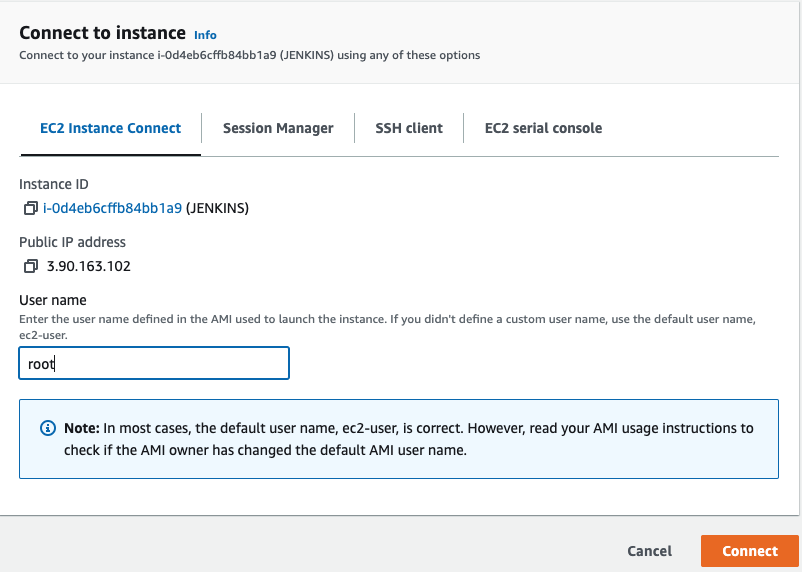 Connect to instance Info
Connect to your instance i-0d4eb6cffb84bb1a9 (JENKINS) using any of these options
EC2 Instance Connect
Session Manager
SSH client
EC2 serial console
Instance ID
i-0d4eb6cffb84bb1a9 (JENKINS)
Public IP address
3.90.163.102
User name
Enter the user name defined in the AMI used to launch the instance. If you didn't define a custom user name, use the default user name,
ec2-user.
root
Note: In most cases, the default user name, ec2-user, is correct. However, read your AMI usage instructions to
check if the AMI owner has changed the default AMI user name.
Cancel
Connect